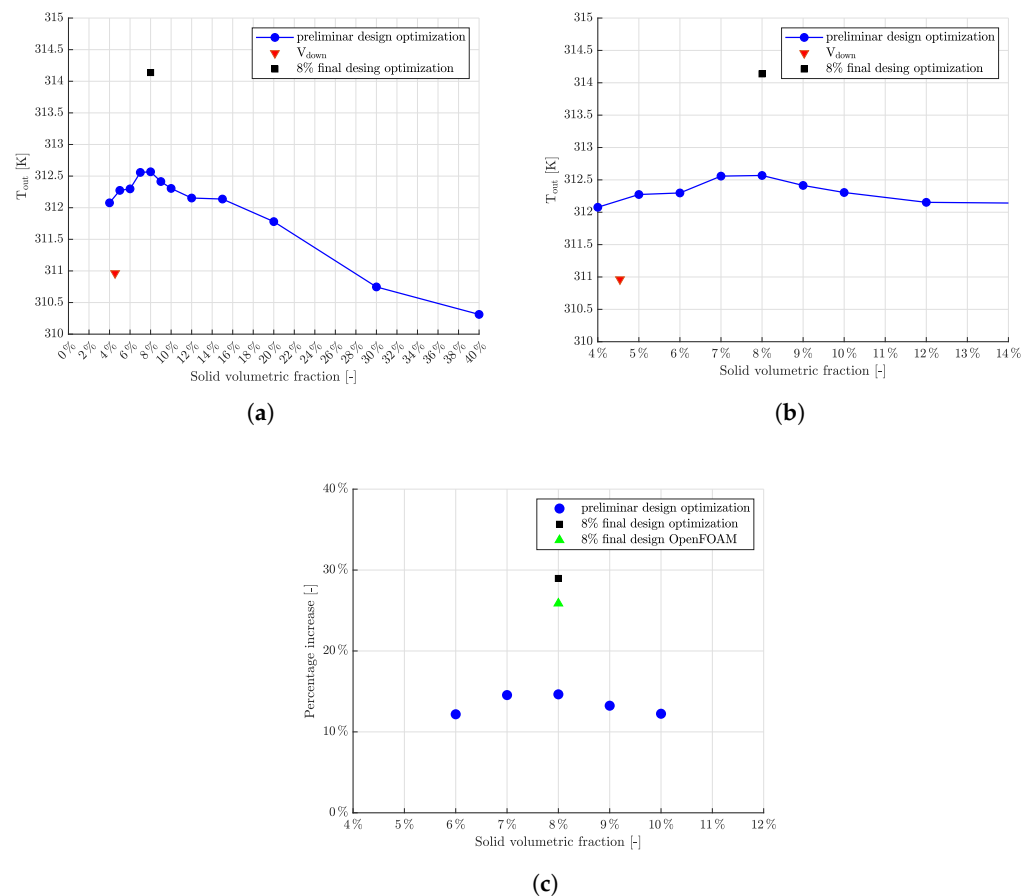 315
314.5
314
313.5
313
312.5
312
311.5
311
310.5
310
T_out [K]
preliminar design optimization
V_down
8% final desing optimization
0% 2% 4% 6% 8% 10% 12% 14% 16% 18% 20% 22% 24% 26% 28% 30% 32% 34% 36% 38% 40%
Solid volumetric fraction [-]
(a)
315
314.5
314
313.5
313
312.5
312
311.5
311
310.5
310
T_out [K]
preliminar design optimization
V_down
8% final desing optimization
4% 5% 6% 7% 8% 9% 10% 11% 12% 13% 14%
Solid volumetric fraction [-]
(b)
40%
30%
20%
10%
0%
Percentage increase [-]
preliminar design optimization
8% final design optimization
8% final design OpenFOAM
4% 5% 6% 7% 8% 9% 10% 11% 12%
Solid volumetric fraction [-]
(c)